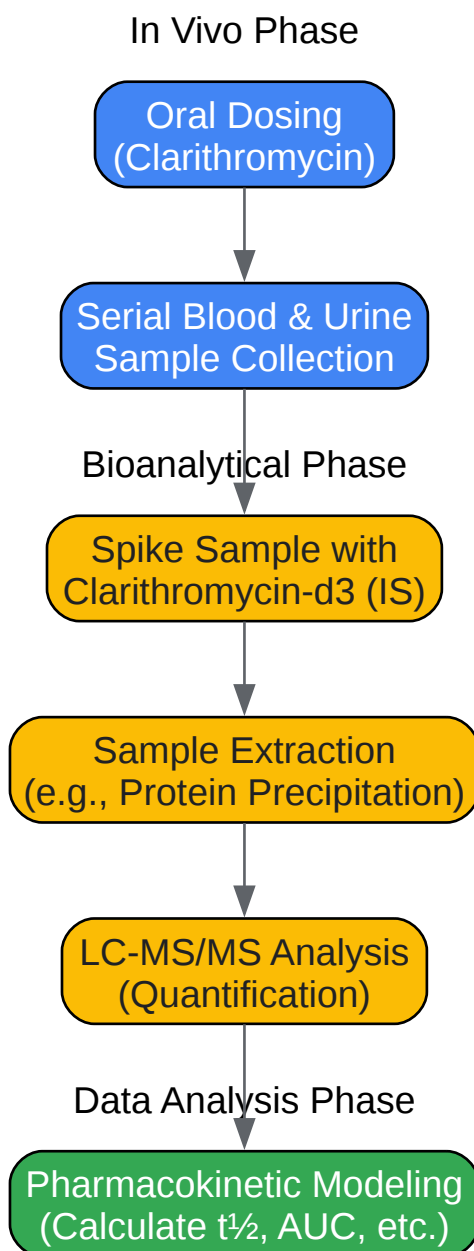 In Vivo Phase
Oral Dosing
(Clarithromycin)
Serial Blood & Urine
Sample Collection
Bioanalytical Phase
Spike Sample with
Clarithromycin-d3 (IS)
Sample Extraction
(e.g., Protein Precipitation)
LC-MS/MS Analysis
(Quantification)
Data Analysis Phase
Pharmacokinetic Modeling
(Calculate t½, AUC, etc.)